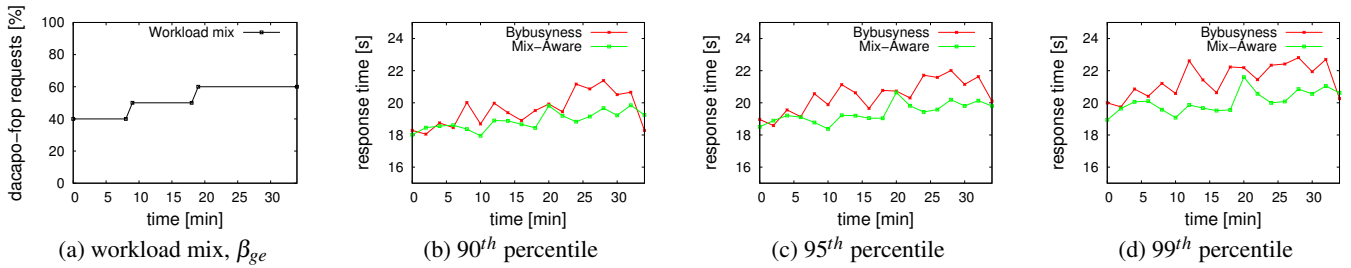 dacapo-fop requests [%]
100
80
60
40
20
0
Workload mix
0 5 10 15 20 25 30
time [min]
(a) workload mix, βge
response time [s]
24
22
20
18
16
Bybusyness
Mix-Aware
0 5 10 15 20 25 30
time [min]
(b) 90th percentile
response time [s]
24
22
20
18
16
Bybusyness
Mix-Aware
0 5 10 15 20 25 30
time [min]
(c) 95th percentile
response time [s]
24
22
20
18
16
Bybusyness
Mix-Aware
0 5 10 15 20 25 30
time [min]
(d) 99th percentile